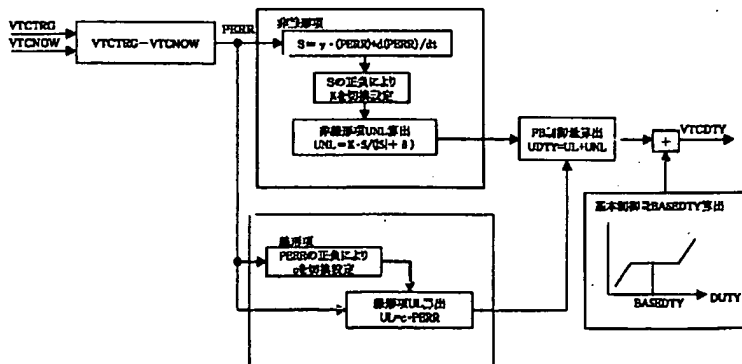 VTCTRG
VTCNOW
VTCTRG-VTCNOW
PERR
非線形項
S=γ・(PERR)+d(PERR)/dt
Sの正負により
Kを切換設定
非線形項UNL算出
UNL=K・S/(|S|+δ)
FB制御量算出
UDTY=UL+UNL
+
VTCDTY
基本制御量BASEDTY算出
BASEDTY
DUTY
線形項
PERRの正負により
cを切換設定
線形項UL算出
UL=c・PERR